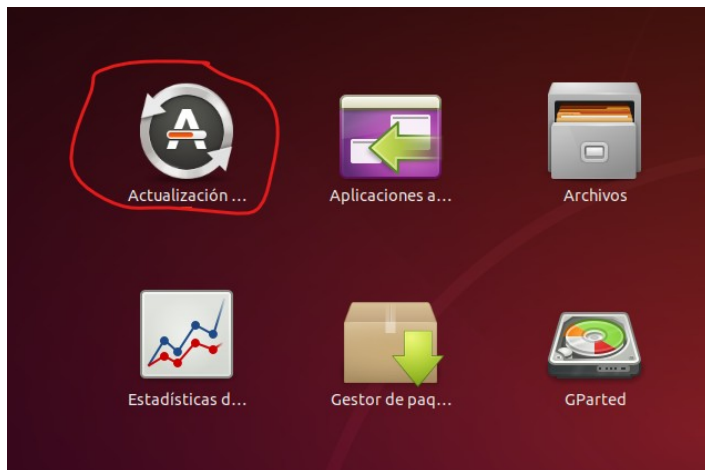 Actualización ...
Aplicaciones a...
Archivos
Estadísticas d...
Gestor de paq...
GParted